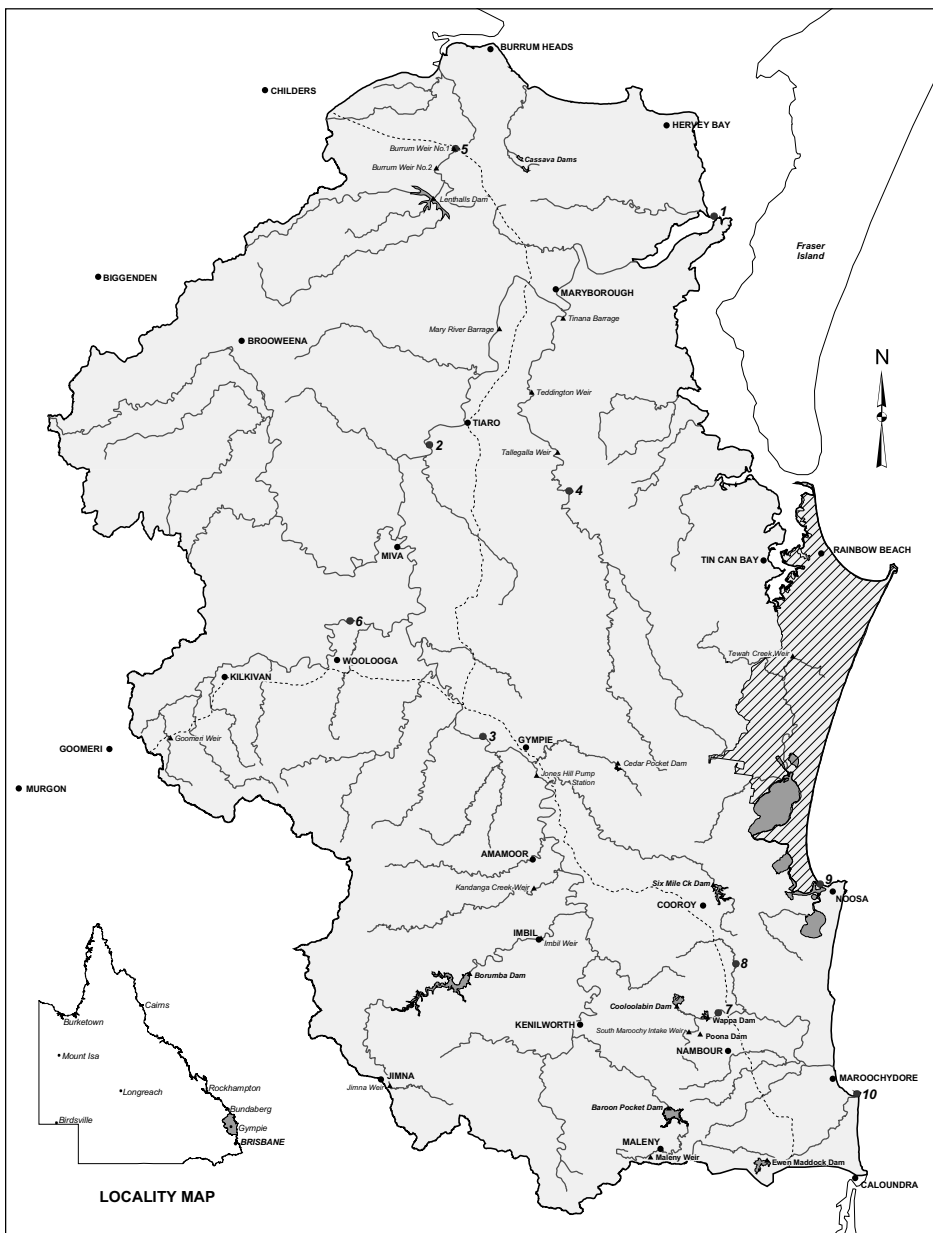 BURRUM HEADS
CHILDERS
HERVEY BAY
Burrum Weir No.1
5
Cassava Dams
Burrum Weir No.2
Lenthalls Dam
1
Fraser
Island
BIGGENDEN
MARYBOROUGH
Tinana Barrage
Mary River Barrage
BROOWEENA
N
Teddington Weir
TIARO
2
Tallegalla Weir
4
MIVA
TIN CAN BAY
RAINBOW BEACH
6
Tewah Creek Weir
WOOLOOGA
KILKIVAN
Goomeri Weir
3
GYMPIE
GOOMERI
Cedar Pocket Dam
Jones Hill Pump
Station
MURGON
AMAMOOR
Kandanga Creek Weir
Six Mile Ck Dam
9
NOOSA
COOROY
IMBIL
Imbil Weir
8
Borumba Dam
Cooloolabin Dam
7
Wappa Dam
KENILWORTH
South Maroochy Intake Weir
Poona Dam
NAMBOUR
JIMNA
Jimna Weir
MAROOCHYDORE
10
Baroon Pocket Dam
MALENY
Maleny Weir
Ewen Maddock Dam
CALOUNDRA
Cairns
Burketown
Mount Isa
Longreach
Rockhampton
Bundaberg
Birdsville
Gympie
BRISBANE
LOCALITY MAP